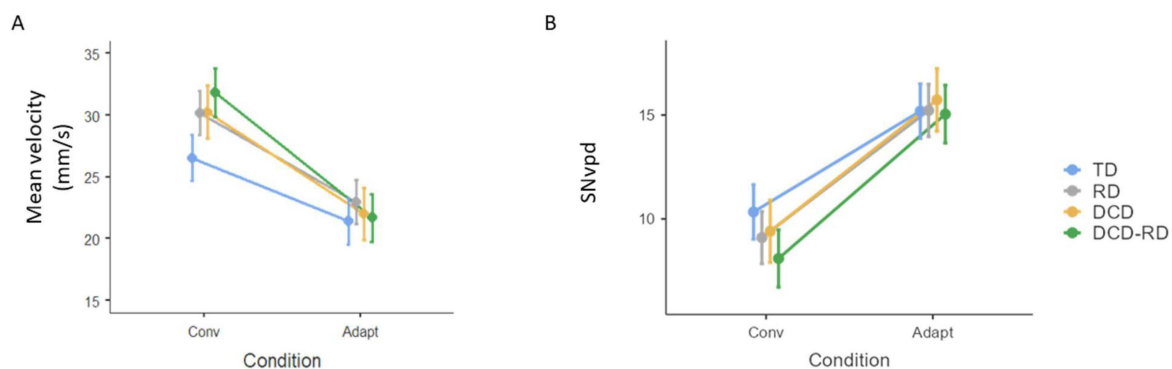 A
Mean velocity
(mm/s)
35
30
25
20
15
Conv
Adapt
Condition
B
SNvpd
15
10
Conv
Adapt
Condition
TD
RD
DCD
DCD-RD